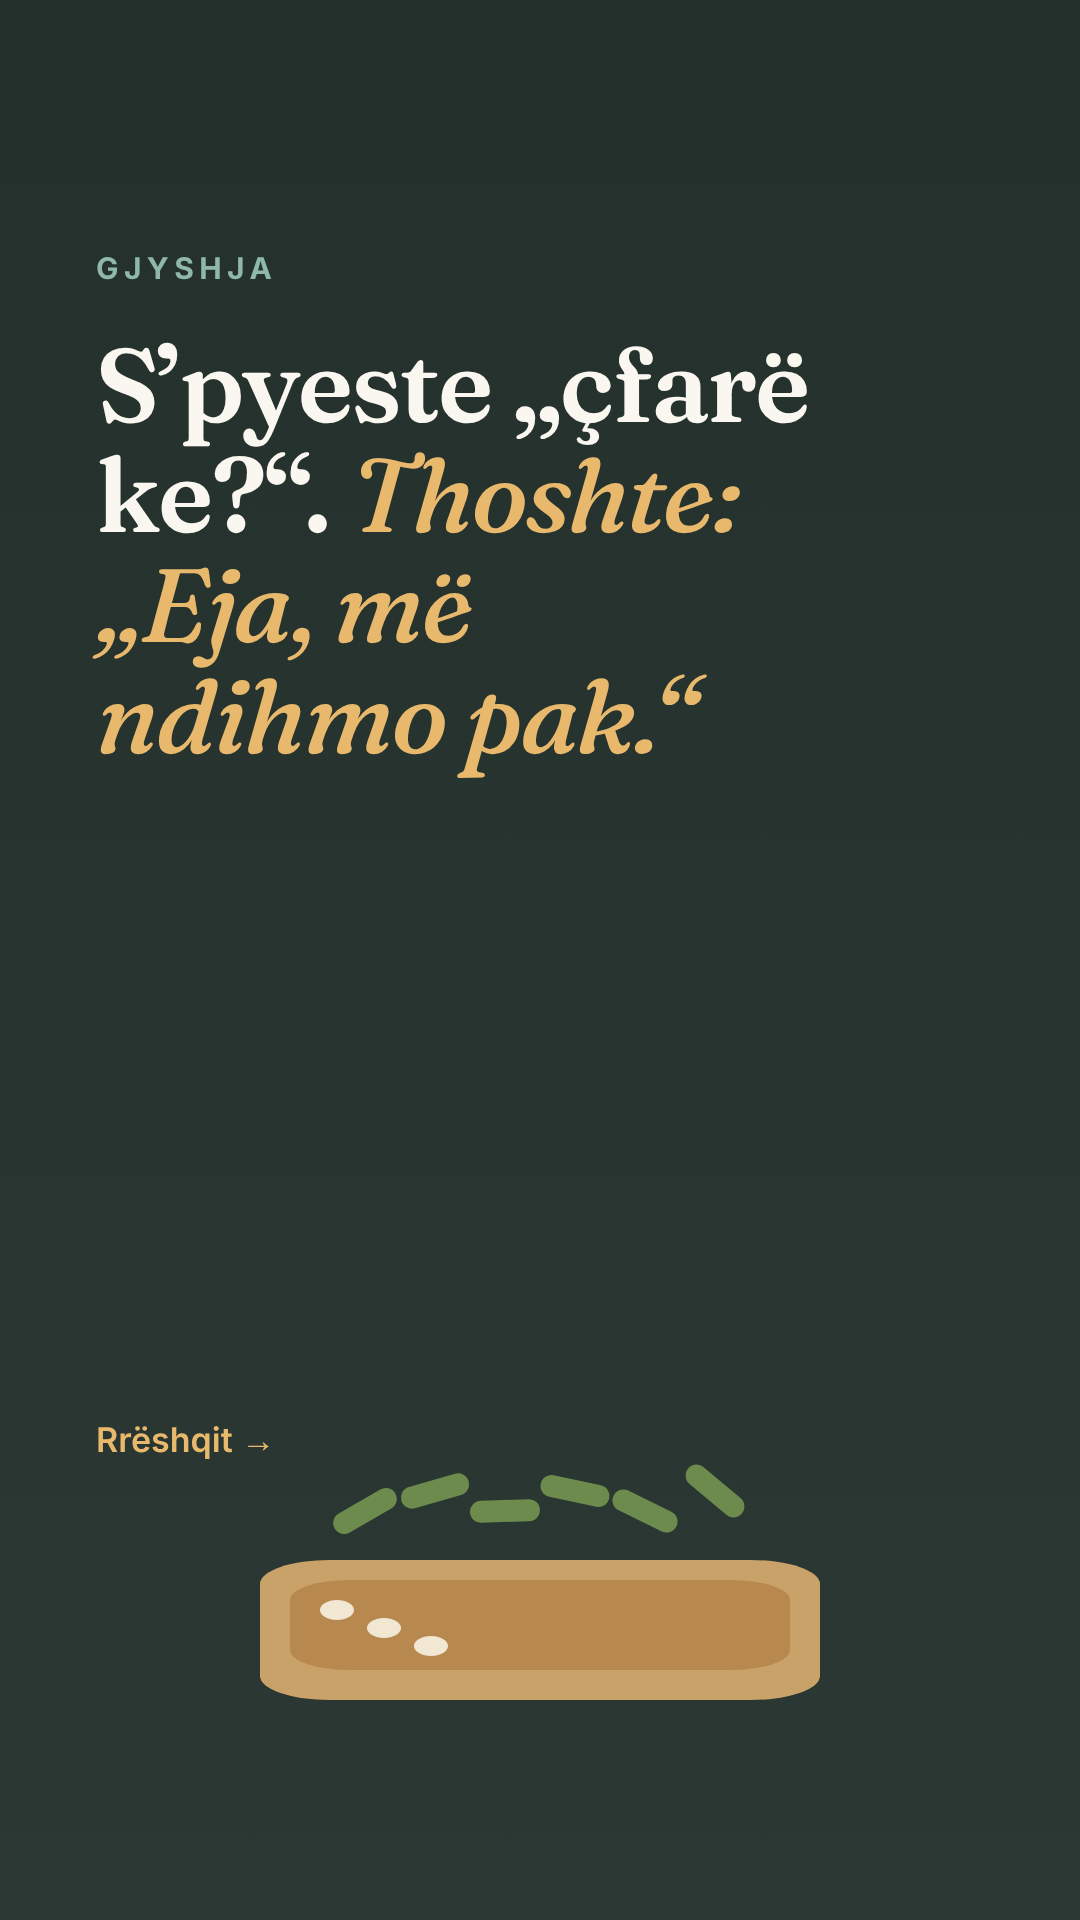 GJYSHJA
S’pyeste „çfarë
ke?“. Thoshte:
„Eja, më
ndihmo pak.“
Rrëshqit →